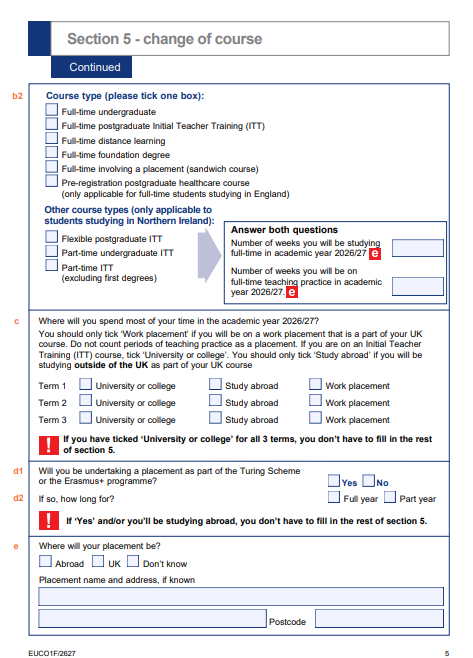 Section 5 - change of course
Continued
b2
Course type (please tick one box):
Full-time undergraduate
Full-time postgraduate Initial Teacher Training (ITT)
Full-time distance learning
Full-time foundation degree
Full-time involving a placement (sandwich course)
Pre-registration postgraduate healthcare course
(only applicable for full-time students studying in England)
Other course types (only applicable to
students studying in Northern Ireland):
Flexible postgraduate ITT
Part-time undergraduate ITT
Part-time ITT
(excluding first degrees)
Answer both questions
Number of weeks you will be studying
full-time in academic year 2026/27 e
Number of weeks you will be on
full-time teaching practice in academic
year 2026/27. e
c
Where will you spend most of your time in the academic year 2026/27?
You should only tick ‘Work placement’ if you will be on a work placement that is a part of your UK
course. Do not count periods of teaching practice as a placement. If you are on an Initial Teacher
Training (ITT) course, tick ‘University or college’. You should only tick ‘Study abroad’ if you will be
studying outside of the UK as part of your UK course
Term 1 University or college Study abroad Work placement
Term 2 University or college Study abroad Work placement
Term 3 University or college Study abroad Work placement
! If you have ticked ‘University or college’ for all 3 terms, you don’t have to fill in the rest
of section 5.
d1
Will you be undertaking a placement as part of the Turing Scheme
or the Erasmus+ programme?
Yes No
d2 If so, how long for? Full year Part year
! If ‘Yes’ and/or you’ll be studying abroad, you don’t have to fill in the rest of section 5.
e
Where will your placement be?
Abroad UK Don’t know
Placement name and address, if known
Postcode
EUCO1F/2627 5